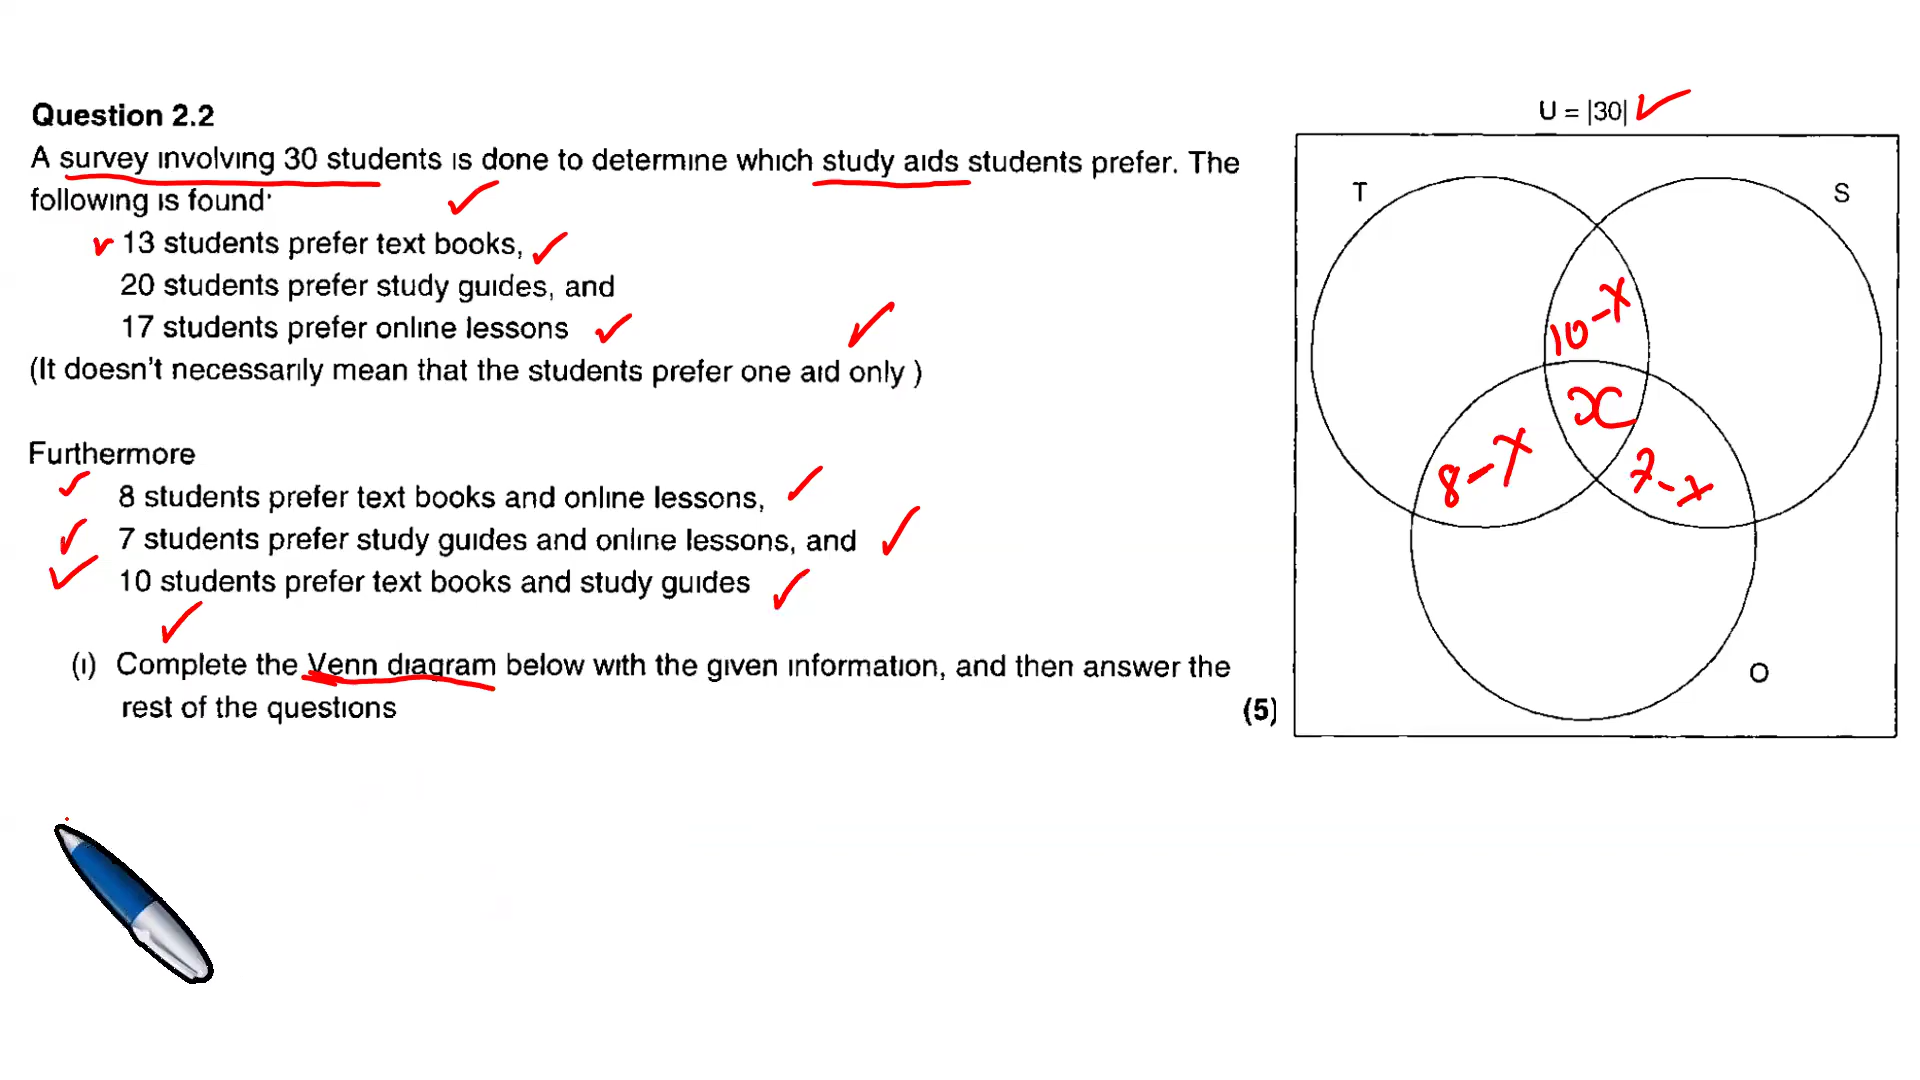 Question 2.2
A survey involving 30 students is done to determine which study aids students prefer. The
following is found:
13 students prefer text books,
20 students prefer study guides, and
17 students prefer online lessons
(It doesn't necessarily mean that the students prefer one aid only )
Furthermore
8 students prefer text books and online lessons,
7 students prefer study guides and online lessons, and
10 students prefer text books and study guides
(i) Complete the Venn diagram below with the given information, and then answer the
rest of the questions
(5)
U = |30|
T
S
10-x
x
8-x
7-x
O